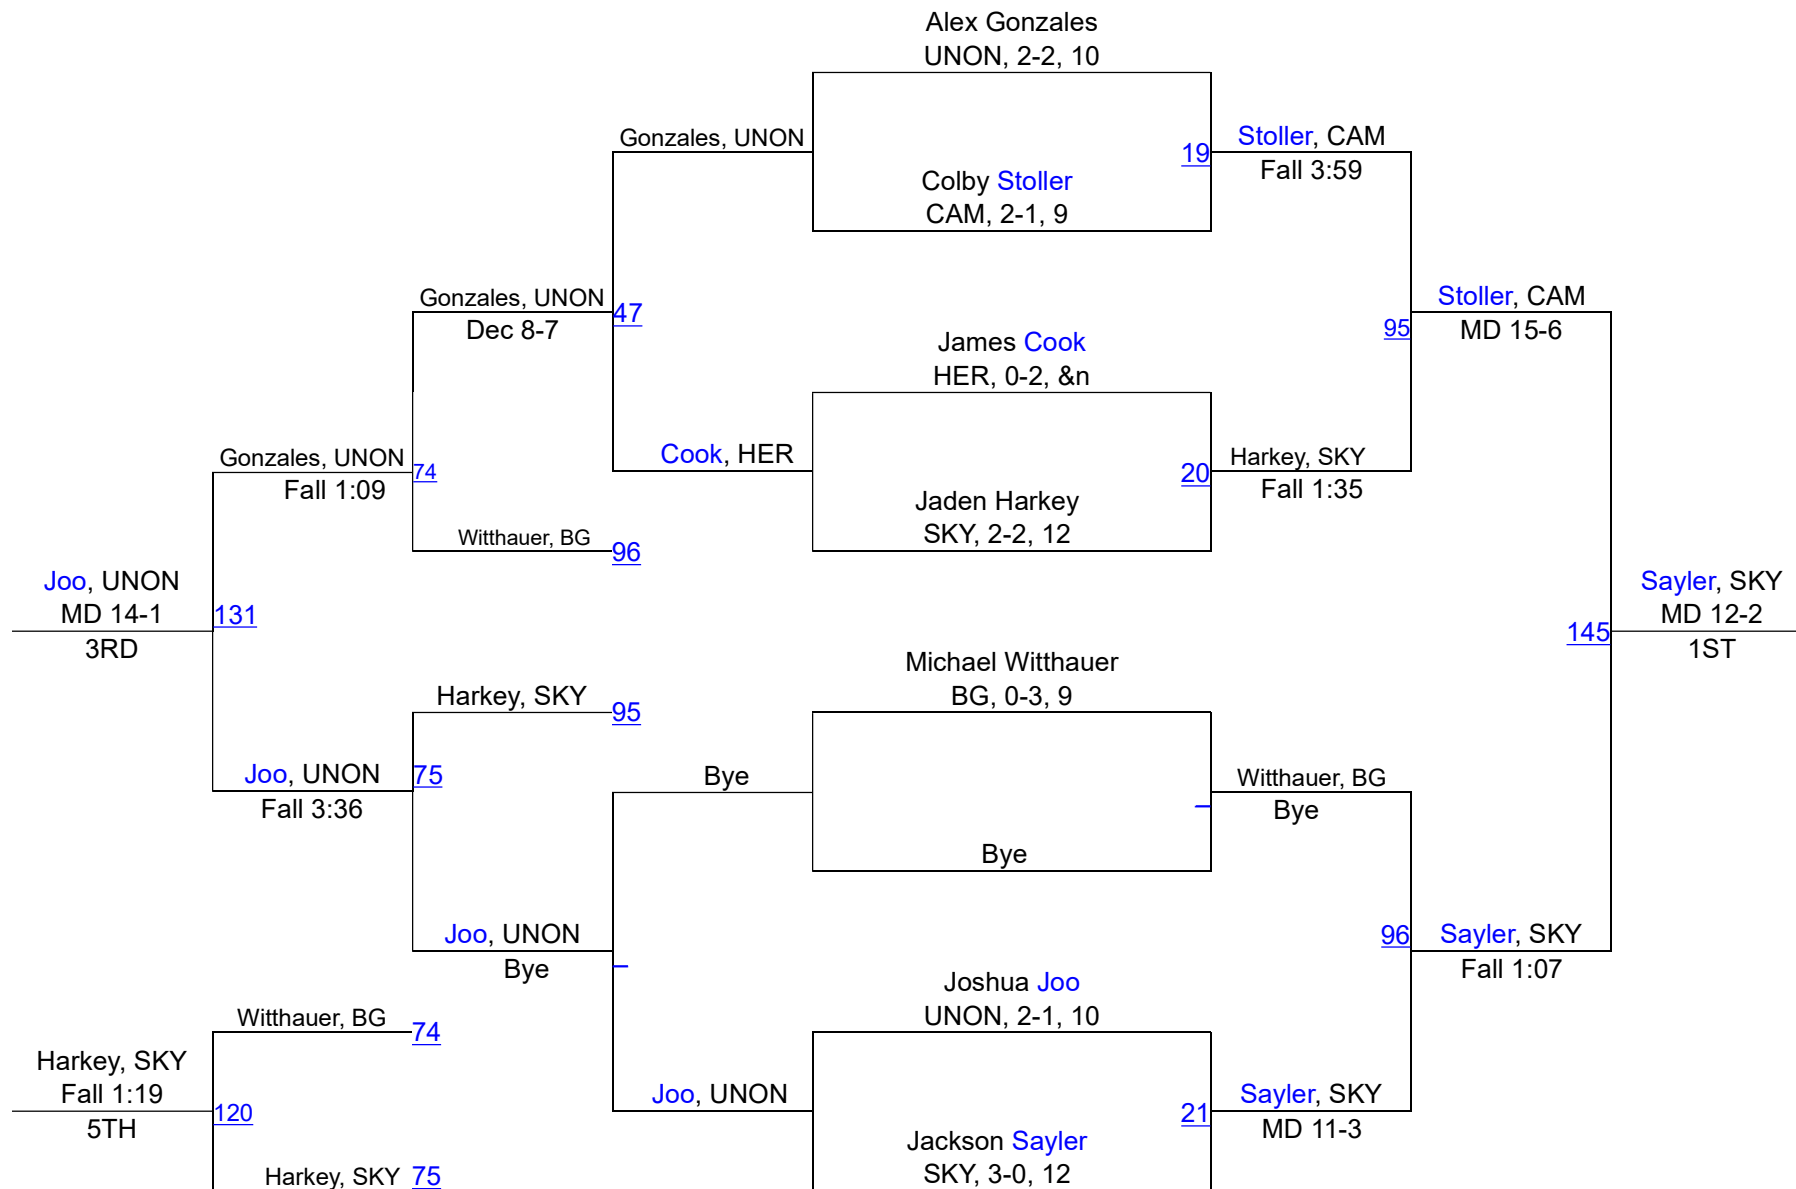 Alex Gonzales
UNON, 2-2, 10
Gonzales, UNON
19
Stoller, CAM
Fall 3:59
Colby Stoller
CAM, 2-1, 9
Gonzales, UNON
Dec 8-7
47
Stoller, CAM
MD 15-6
95
James Cook
HER, 0-2, &n
Cook, HER
20
Harkey, SKY
Fall 1:35
Gonzales, UNON
Fall 1:09
74
Jaden Harkey
SKY, 2-2, 12
Witthauer, BG
96
Joo, UNON
MD 14-1
3RD
131
145
Sayler, SKY
MD 12-2
1ST
Michael Witthauer
BG, 0-3, 9
Harkey, SKY
95
Joo, UNON
Fall 3:36
75
Bye
Witthauer, BG
Bye
Bye
Joo, UNON
Bye
96
Sayler, SKY
Fall 1:07
Joshua Joo
UNON, 2-1, 10
Witthauer, BG
74
Harkey, SKY
Fall 1:19
5TH
120
Joo, UNON
21
Sayler, SKY
MD 11-3
Jackson Sayler
SKY, 3-0, 12
Harkey, SKY
75